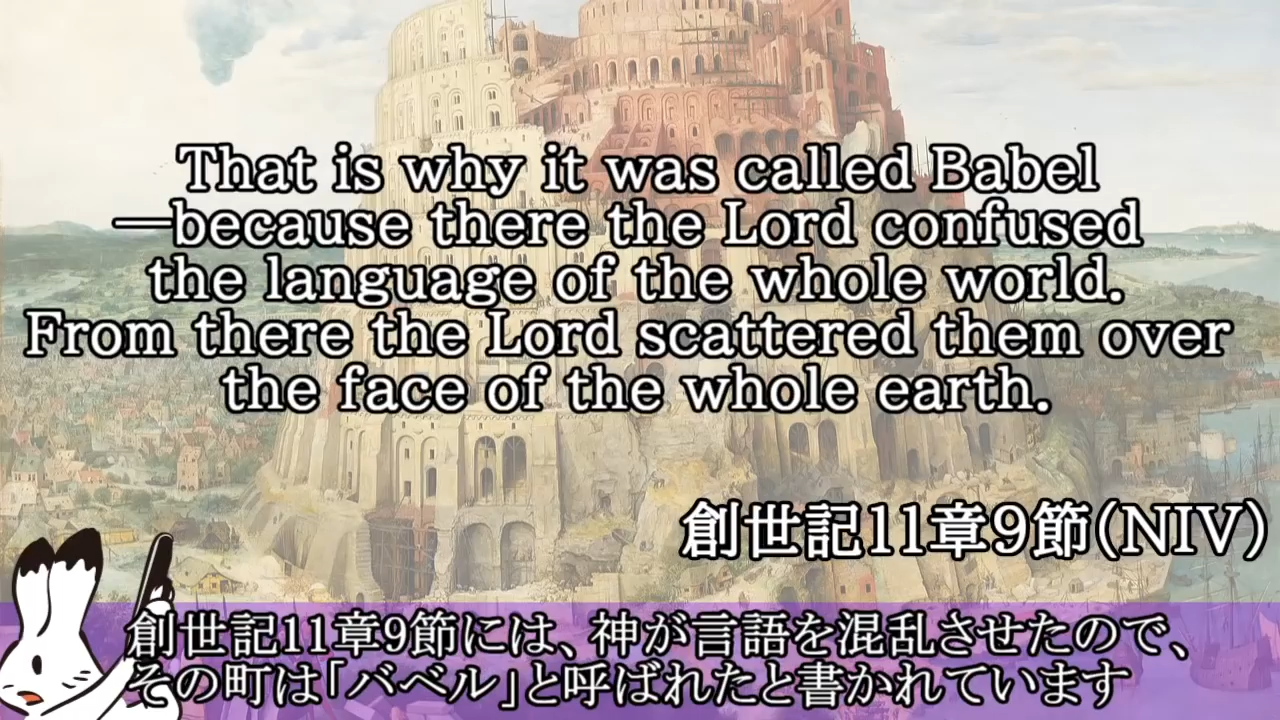 That is why it was called Babel
—because there the Lord confused
the language of the whole world.
From there the Lord scattered them over
the face of the whole earth.
創世記11章9節(NIV)
創世記11章9節には、神が言語を混乱させたので、
その町は「バベル」と呼ばれたと書かれています